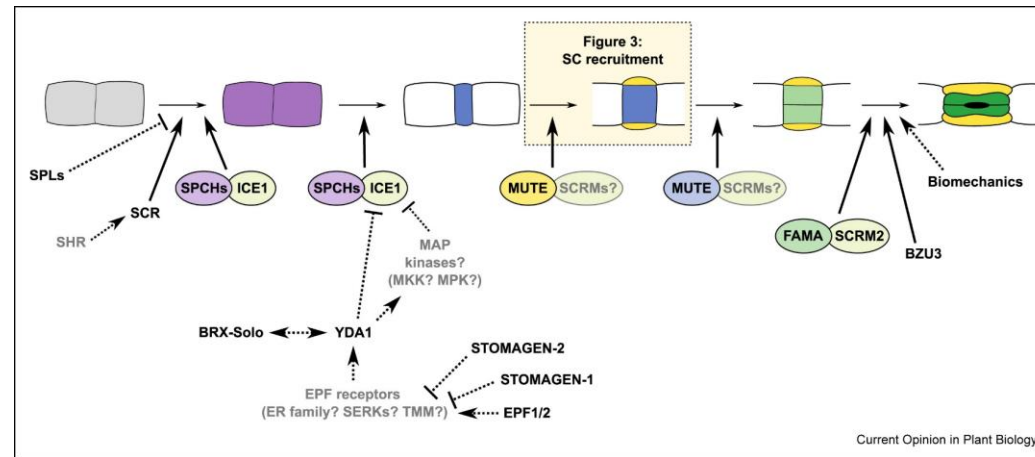 Figure 3:
SC recruitment
SPLs
SCR
SHR
SPCHs ICE1
SPCHs ICE1
MUTE SCRMs?
MUTE SCRMs?
FAMA SCRM2
Biomechanics
BZU3
MAP
kinases?
(MKK? MPK?)
BRX-Solo
YDA1
EPF receptors
(ER family? SERKs? TMM?)
STOMAGEN-2
STOMAGEN-1
EPF1/2
Current Opinion in Plant Biology